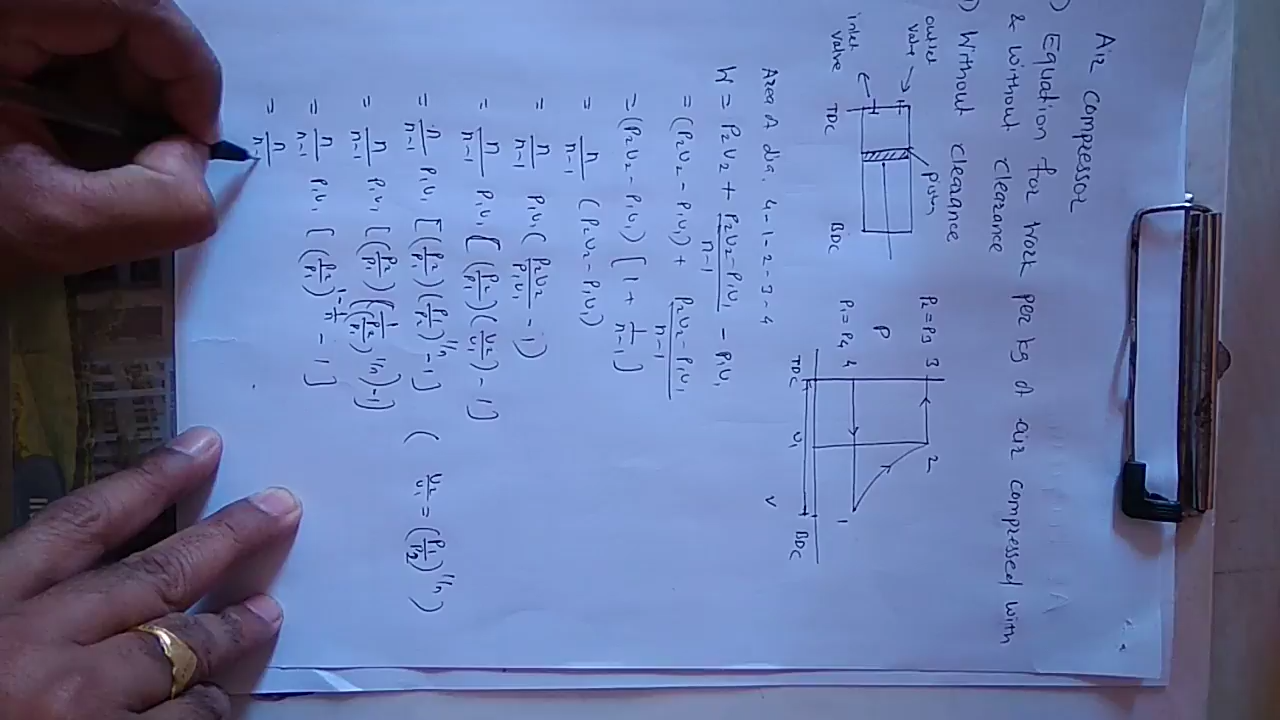 Air Compressor
) Equation for work per kg of air compressed with
& without clearance
1) Without clearance
outlet valve
inlet valve
piston
TDC
BDC
P2 = P3 3
2
P
P1 = P4 4
1
V1
V
TDC
BDC
Area of dia. 4-1-2-3-4
W = P2V2 + (P2V2 - P1V1)/(n-1) - P1V1
= (P2V2 - P1V1) + (P2V2 - P1V1)/(n-1)
= (P2V2 - P1V1) [1 + 1/(n-1)]
= n/(n-1) (P2V2 - P1V1)
= n/(n-1) P1V1 (P2V2/P1V1 - 1)
= n/(n-1) P1V1 [(P2/P1)(V2/V1) - 1]
= n/(n-1) P1V1 [(P2/P1)(P1/P2)^1/n - 1] (V2/V1 = (P1/P2)^1/n)
= n/(n-1) P1V1 [(P2/P1)(1/(P2/P1)^1/n) - 1]
= n/(n-1) P1V1 [(P2/P1)^1-1/n - 1]
= n/n-